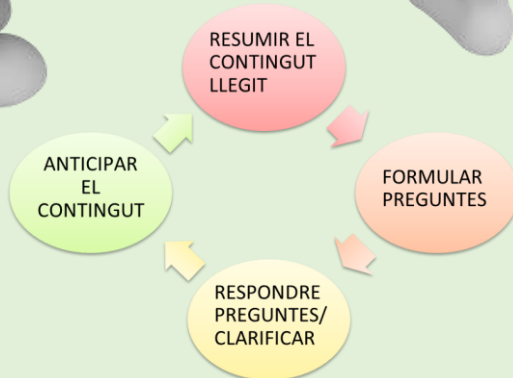 RESUMIR EL
CONTINGUT
LLEGIT
FORMULAR
PREGUNTES
RESPONDRE
PREGUNTES/
CLARIFICAR
ANTICIPAR
EL
CONTINGUT